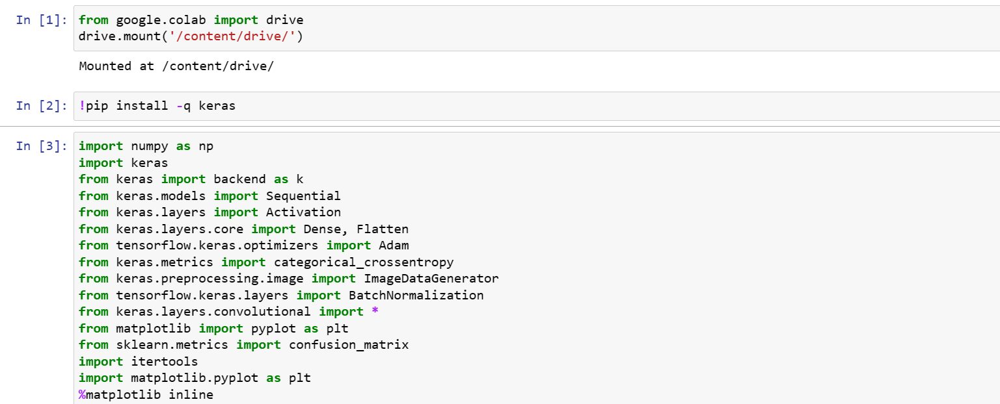 In [1]: from google.colab import drive
drive.mount('/content/drive/')
Mounted at /content/drive/
In [2]: !pip install -q keras
In [3]: import numpy as np
import keras
from keras import backend as k
from keras.models import Sequential
from keras.layers import Activation
from keras.layers.core import Dense, Flatten
from tensorflow.keras.optimizers import Adam
from keras.metrics import categorical_crossentropy
from keras.preprocessing.image import ImageDataGenerator
from tensorflow.keras.layers import BatchNormalization
from keras.layers.convolutional import *
from matplotlib import pyplot as plt
from sklearn.metrics import confusion_matrix
import itertools
import matplotlib.pyplot as plt
%matplotlib inline